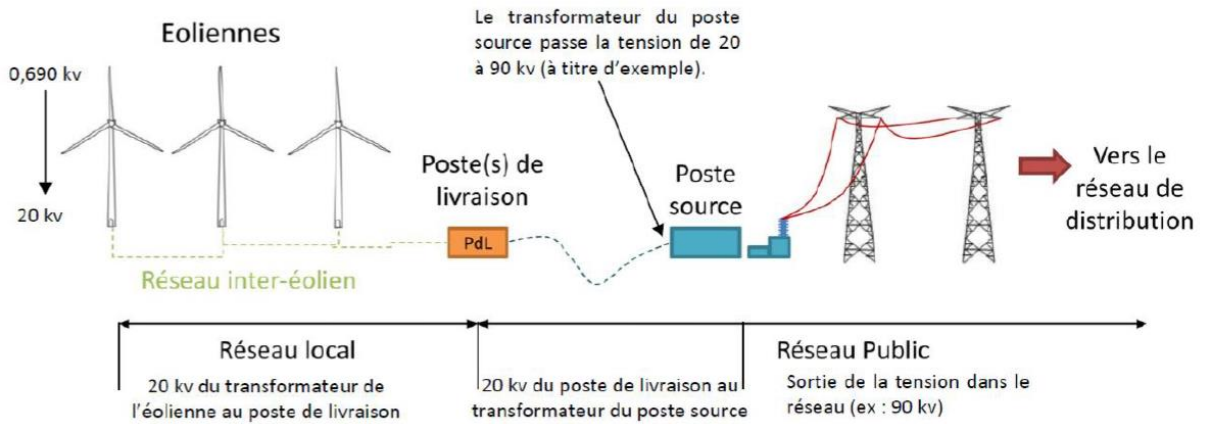 Eoliennes
0,690 kv
20 kv
Le transformateur du poste
source passe la tension de 20
à 90 kv (à titre d'exemple).
Poste(s) de
livraison
PdL
Poste
source
Vers le
réseau de
distribution
Réseau inter-éolien
Réseau local
20 kv du transformateur de
l'éolienne au poste de livraison
20 kv du poste de livraison au
transformateur du poste source
Réseau Public
Sortie de la tension dans le
réseau (ex : 90 kv)